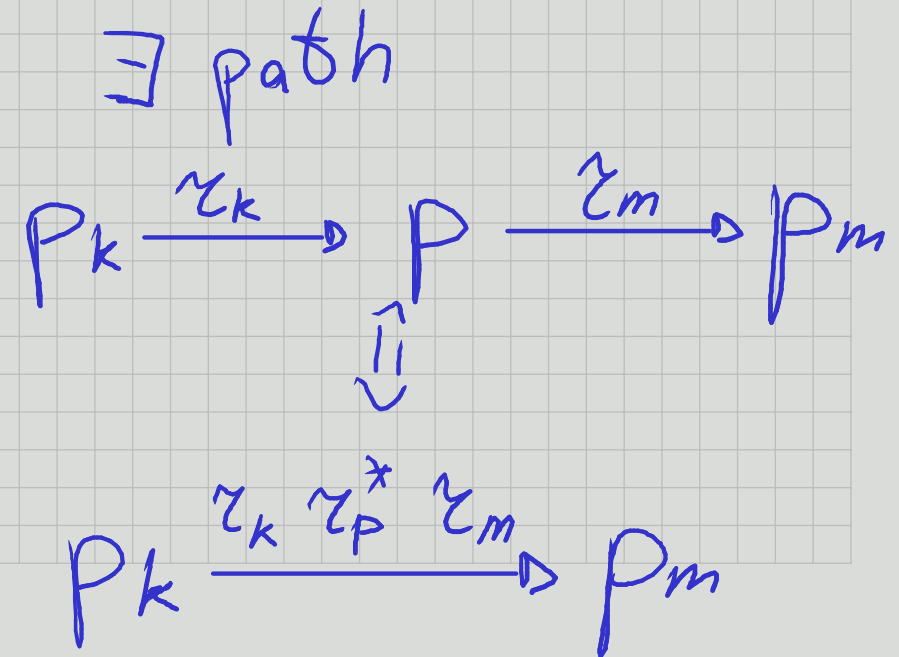 ∃ path
P_k —r_k→ P —r_m→ P_m
⇕
P_k —r_k r_p^* r_m→ P_m